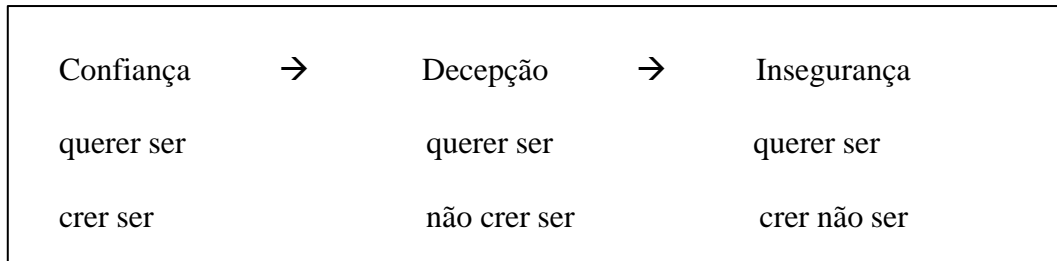 Confiança → Decepção → Insegurança
querer ser querer ser querer ser
crer ser não crer ser crer não ser